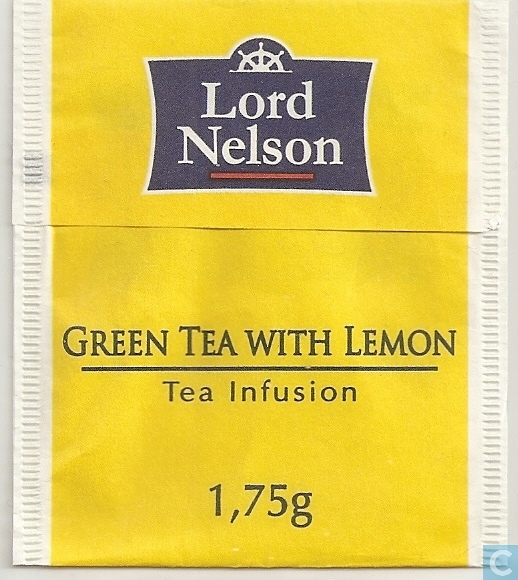 Lord
Nelson
GREEN TEA WITH LEMON
Tea Infusion
1,75g
C